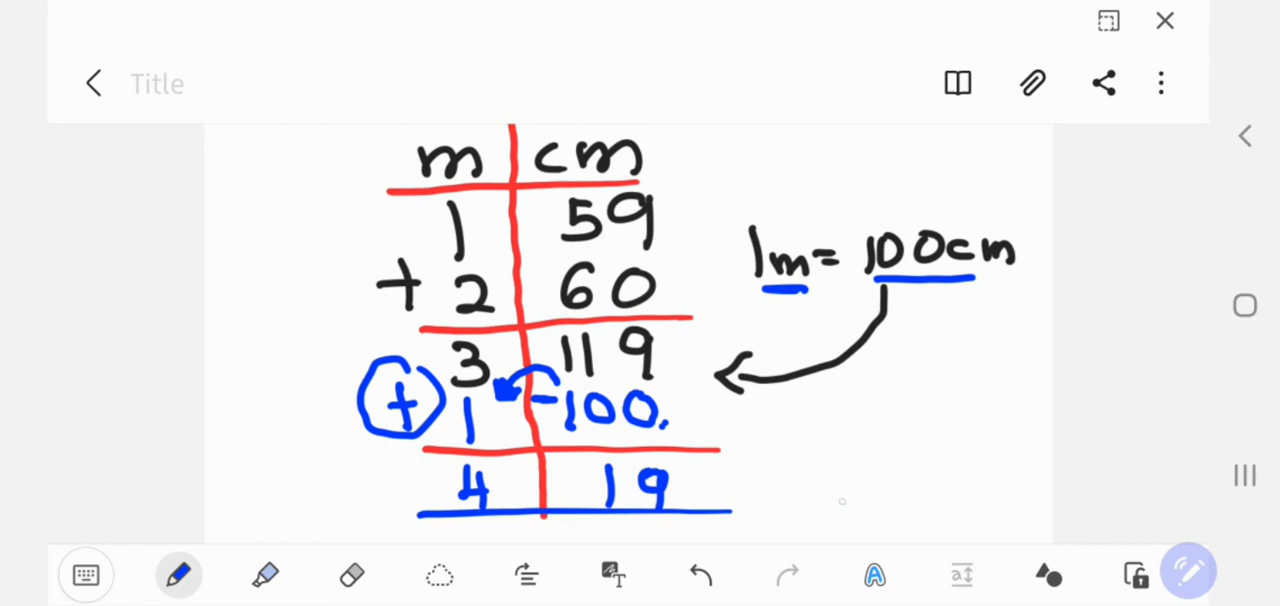 Title
m cm
1 59
+ 2 60
1m = 100cm
3 119
+ 1 -100.
4 19